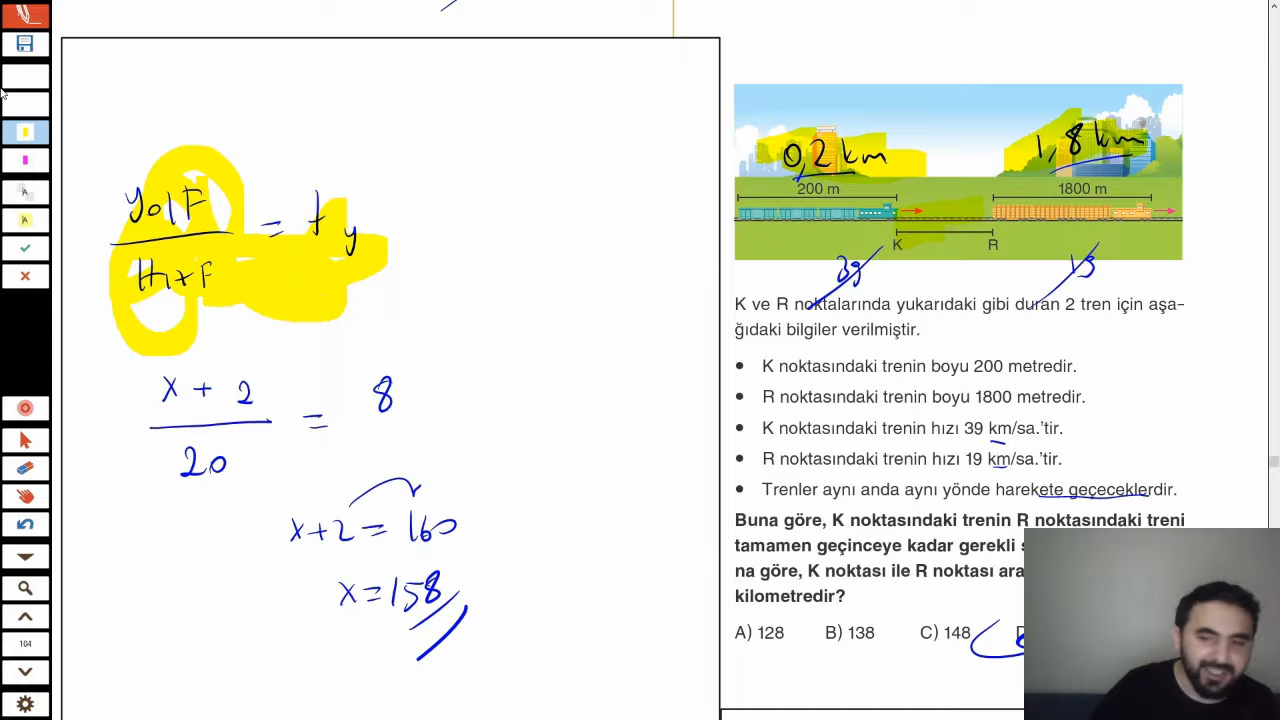 yol F
= t y
Hız F
x + 2
= 8
20
x+2 = 160
x = 158
0,2 km
1,8 km
200 m
1800 m
K
R
39
19
K ve R noktalarında yukarıdaki gibi duran 2 tren için aşa-
ğıdaki bilgiler verilmiştir.
• K noktasındaki trenin boyu 200 metredir.
• R noktasındaki trenin boyu 1800 metredir.
• K noktasındaki trenin hızı 39 km/sa.'tir.
• R noktasındaki trenin hızı 19 km/sa.'tir.
• Trenler aynı anda aynı yönde harekete geçeceklerdir.
Buna göre, K noktasındaki trenin R noktasındaki treni
tamamen geçinceye kadar gerekli
na göre, K noktası ile R noktası
kilometredir?
A) 128 B) 138 C) 148
104